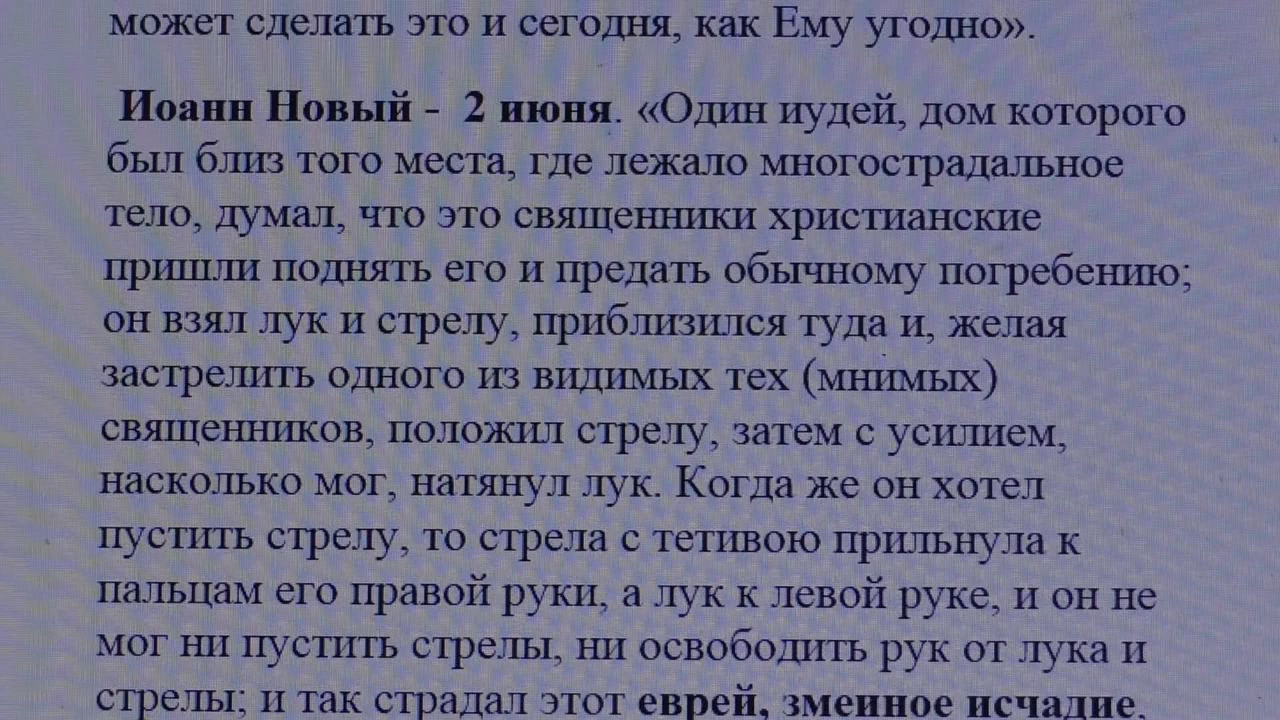 может сделать это и сегодня, как Ему угодно».
Иоанн Новый - 2 июня. «Один иудей, дом которого
был близ того места, где лежало многострадальное
тело, думал, что это священники христианские
пришли поднять его и предать обычному погребению;
он взял лук и стрелу, приблизился туда и, желая
застрелить одного из видимых тех (мнимых)
священников, положил стрелу, затем с усилием,
насколько мог, натянул лук. Когда же он хотел
пустить стрелу, то стрела с тетивою прильнула к
пальцам его правой руки, а лук к левой руке, и он не
мог ни пустить стрелы, ни освободить рук от лука и
стрелы; и так страдал этот еврей, змеиное исчадие,